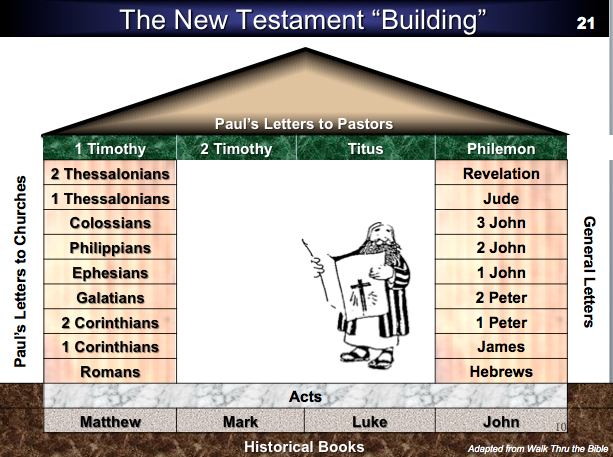 The New Testament “Building”
21
Paul’s Letters to Pastors
1 Timothy 2 Timothy Titus Philemon
Paul’s Letters to Churches
2 Thessalonians
1 Thessalonians
Colossians
Philippians
Ephesians
Galatians
2 Corinthians
1 Corinthians
Romans
Revelation
Jude
3 John
2 John
1 John
2 Peter
1 Peter
James
Hebrews
General Letters
Acts
Matthew Mark Luke John
10
Historical Books
Adapted from Walk Thru the Bible